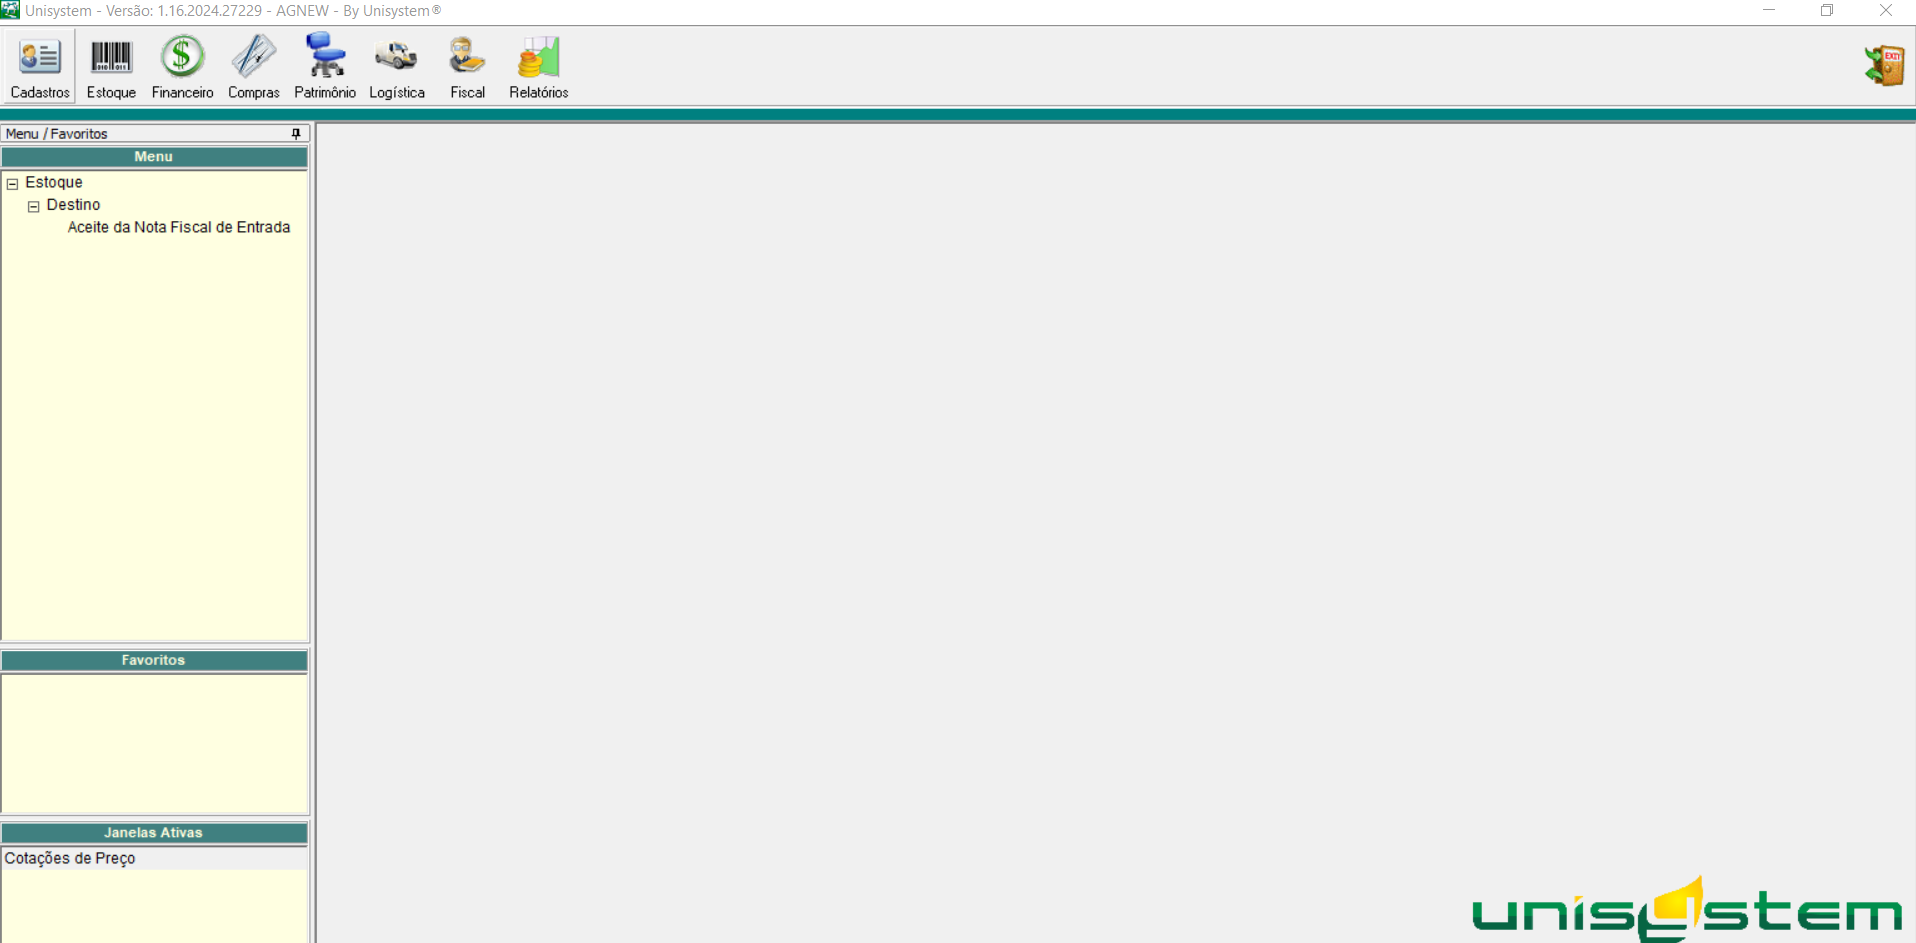 Unisystem - Versão: 1.16.2024.27229 - AGNEW - By Unisystem®
Cadastros Estoque Financeiro Compras Patrimônio Logística Fiscal Relatórios
EXIT
Menu / Favoritos
Menu
Estoque
Destino
Aceite da Nota Fiscal de Entrada
Favoritos
Janelas Ativas
Cotações de Preço
unisystem